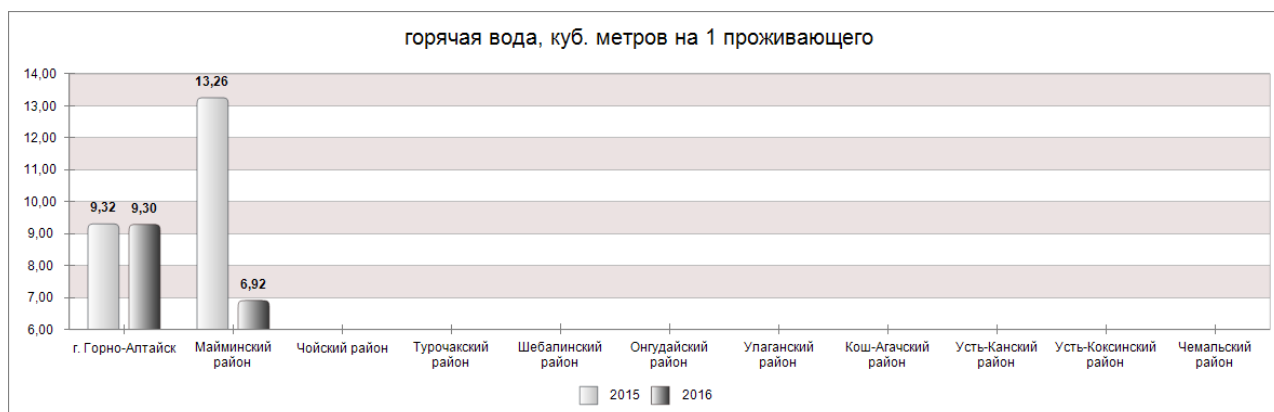 горячая вода, куб. метров на 1 проживающего
14,00
13,00
12,00
11,00
10,00
9,00
8,00
7,00
6,00
9,32
9,30
13,26
6,92
г. Горно-Алтайск
Майминский
район
Чойский район
Турочакский
район
Шебалинский
район
Онгудайский
район
Улаганский
район
Кош-Агачский
район
Усть-Канский
район
Усть-Коксинский
район
Чемальский
район
2015
2016